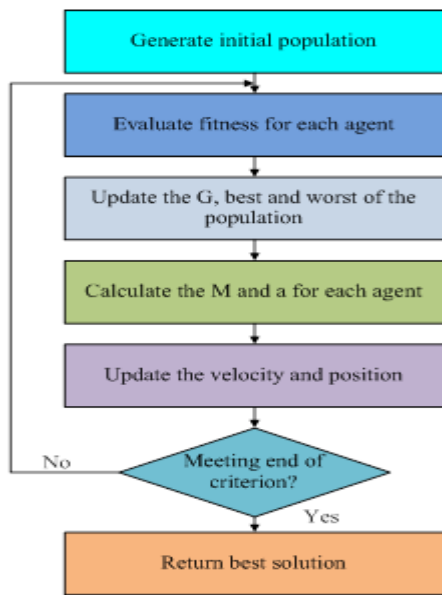 Generate initial population
Evaluate fitness for each agent
Update the G, best and worst of the
population
Calculate the M and a for each agent
Update the velocity and position
Meeting end of
criterion?
No
Yes
Return best solution